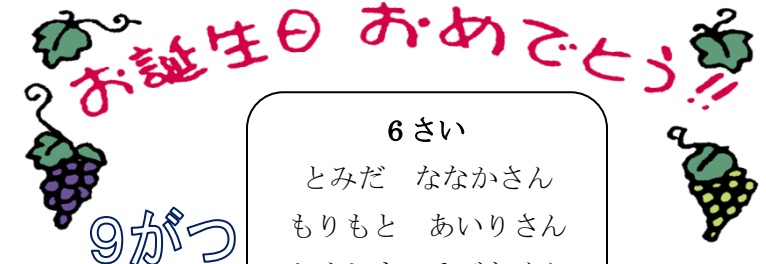 お誕生日 おめでとう!!
6さい
とみだ ななかさん
もりもと あいりさん
9がつ